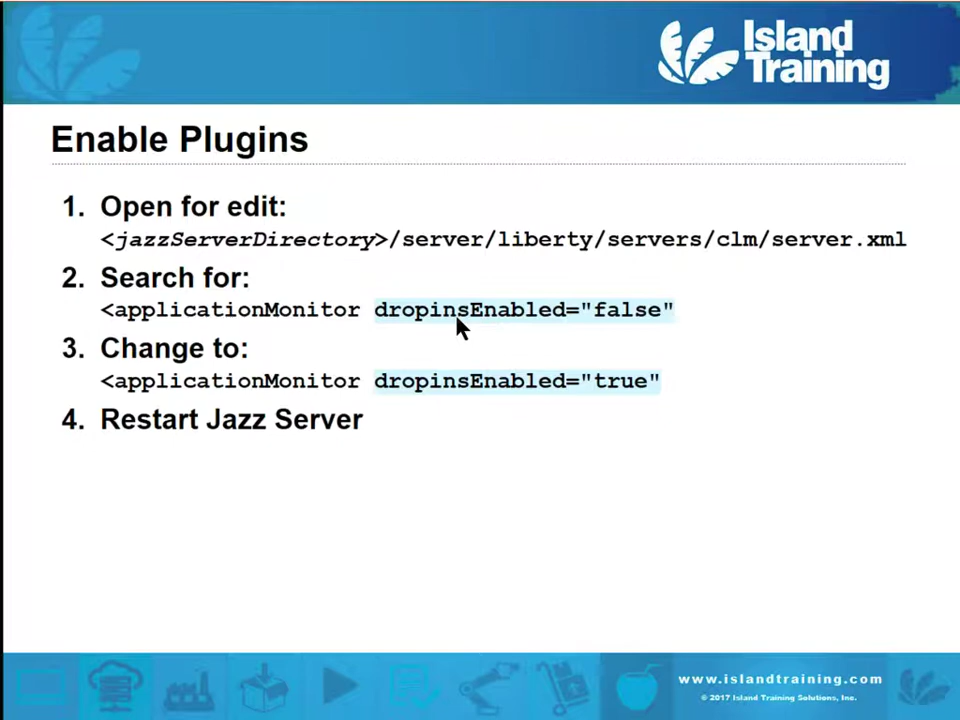 Island
Training
Enable Plugins
1. Open for edit:
<jazzServerDirectory>/server/liberty/servers/clm/server.xml
2. Search for:
<applicationMonitor dropinsEnabled="false"
3. Change to:
<applicationMonitor dropinsEnabled="true"
4. Restart Jazz Server
www.islandtraining.com
© 2017 Island Training Solutions, Inc.